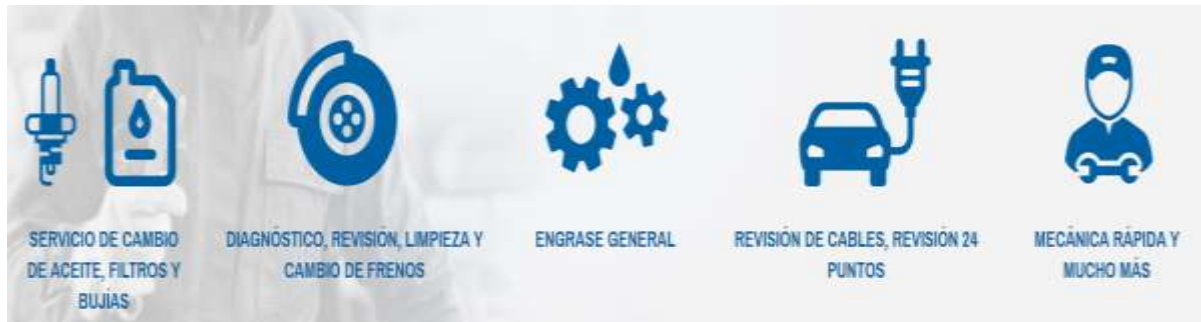 SERVICIO DE CAMBIO
DE ACEITE, FILTROS Y
BUJÍAS
DIAGNÓSTICO, REVISIÓN, LIMPIEZA Y
CAMBIO DE FRENOS
ENGRASE GENERAL
REVISIÓN DE CABLES, REVISIÓN 24
PUNTOS
MECÁNICA RÁPIDA Y
MUCHO MÁS